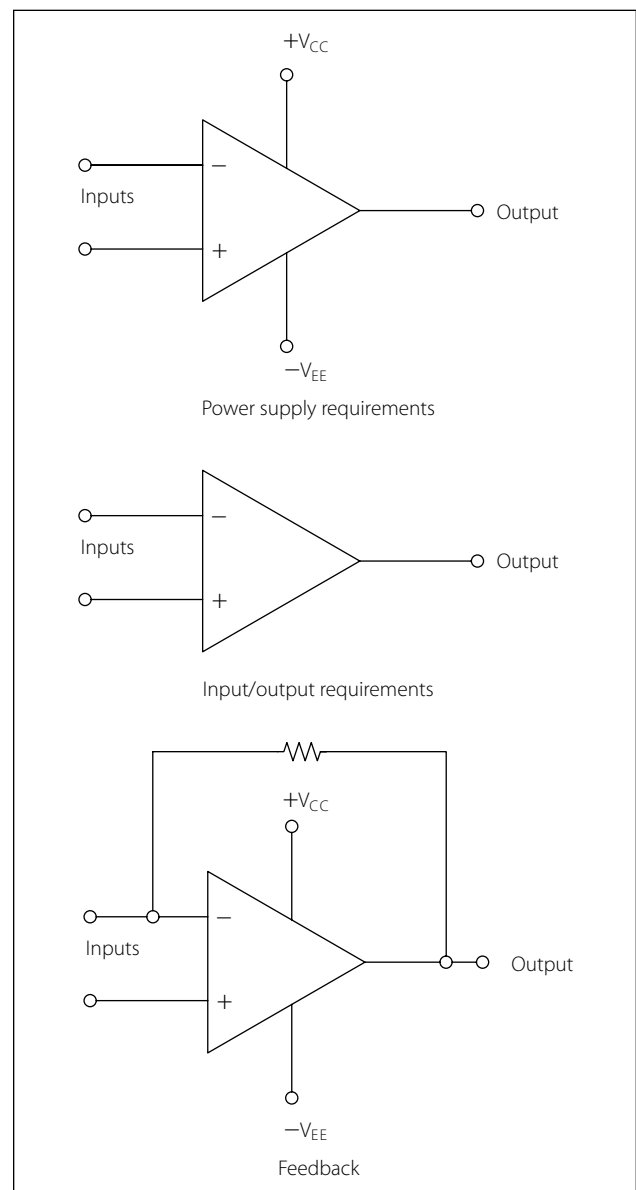 +VCC
−
Inputs
Output
+
−VEE
Power supply requirements
−
Inputs
Output
+
Input/output requirements
+VCC
−
Inputs
Output
+
−VEE
Feedback